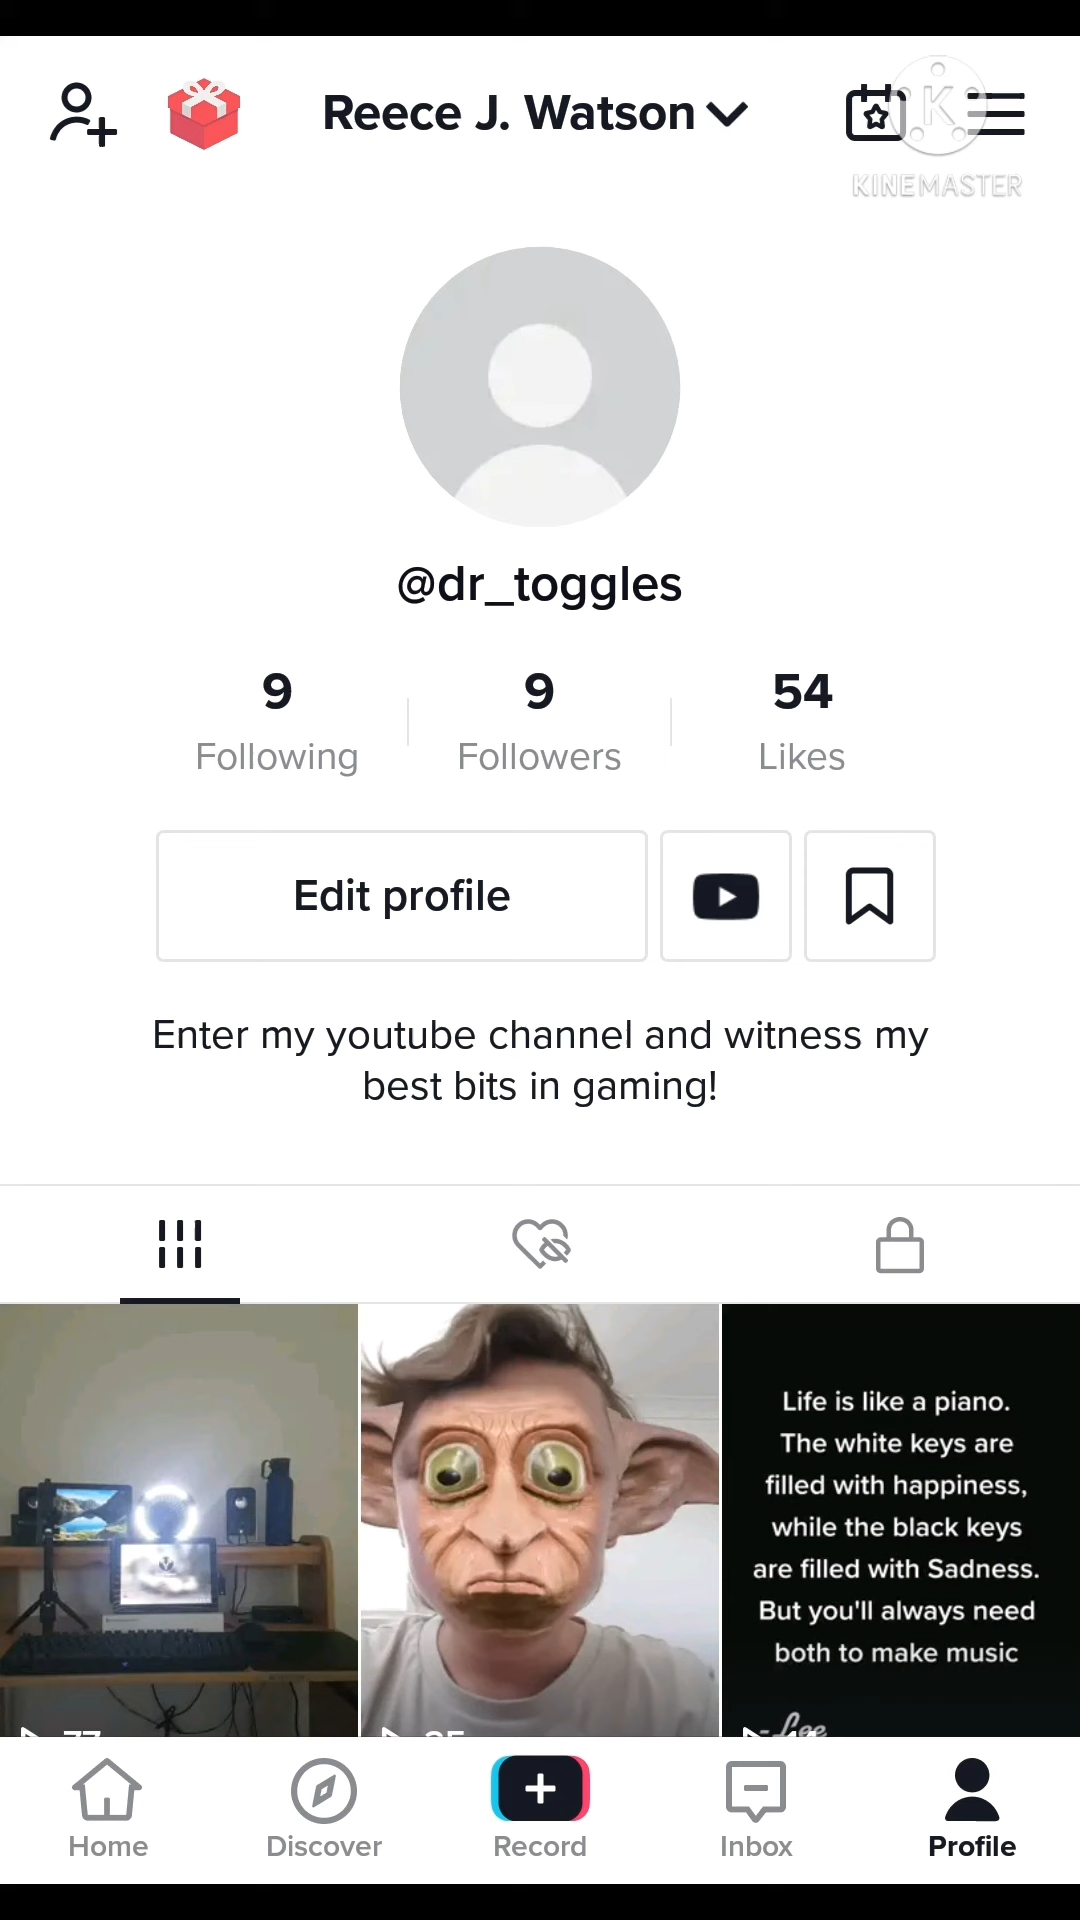 Reece J. Watson
K
KINEMASTER
@dr_toggles
9
9
54
Following
Followers
Likes
Edit profile
Enter my youtube channel and witness my
best bits in gaming!
Life is like a piano.
The white keys are
filled with happiness,
while the black keys
are filled with Sadness.
But you'll always need
both to make music
- Lee
Home
Discover
Record
Inbox
Profile